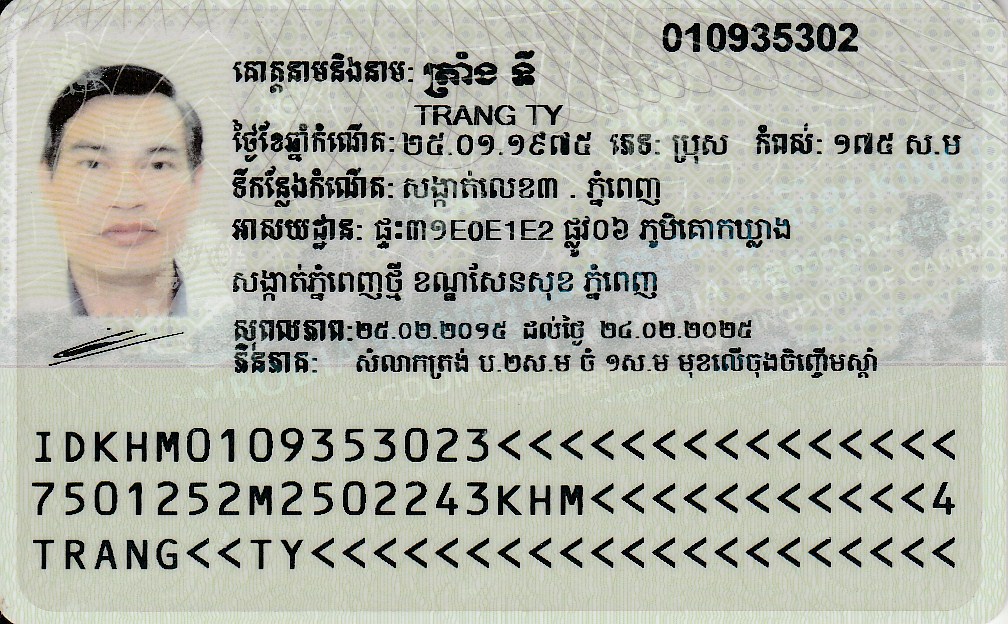 010935302
គោត្តនាមនិងនាម: ត្រាំង ទី
TRANG TY
ថ្ងៃខែឆ្នាំកំណើត: ២៥.០១.១៩៧៥ ភេទ: ប្រុស កំពស់: ១៧៥ ស.ម
ទីកន្លែងកំណើត: សង្កាត់លេខ៣ . ភ្នំពេញ
អាសយដ្ឋាន: ផ្ទះ៣១E0E1E2 ផ្លូវ០៦ ភូមិគោកឃ្លាង
សង្កាត់ភ្នំពេញថ្មី ខណ្ឌសែនសុខ ភ្នំពេញ
សុពលភាព:២៥.០២.២០១៥ ដល់ថ្ងៃ ២៤.០២.២០២៥
ភិនភាគ: សំលាកត្រង់ ប.២ស.ម ចំ ១ស.ម មុខលើចុងចិញ្ចើមស្តាំ
IDKHM0109353023<<<<<<<<<<<<<<<
7501252M2502243KHM<<<<<<<<<<<4
TRANG<<TY<<<<<<<<<<<<<<<<<<<<<